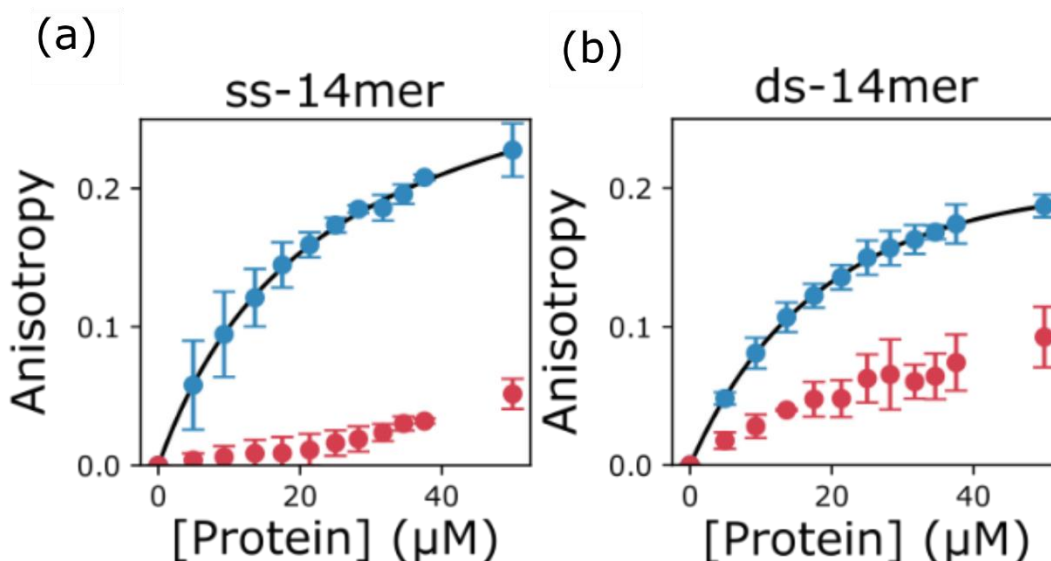 (a)
ss-14mer
Anisotropy
0.2
0.1
0.0
0
20
40
[Protein] (μM)
(b)
ds-14mer
Anisotropy
0.2
0.1
0.0
0
20
40
[Protein] (μM)